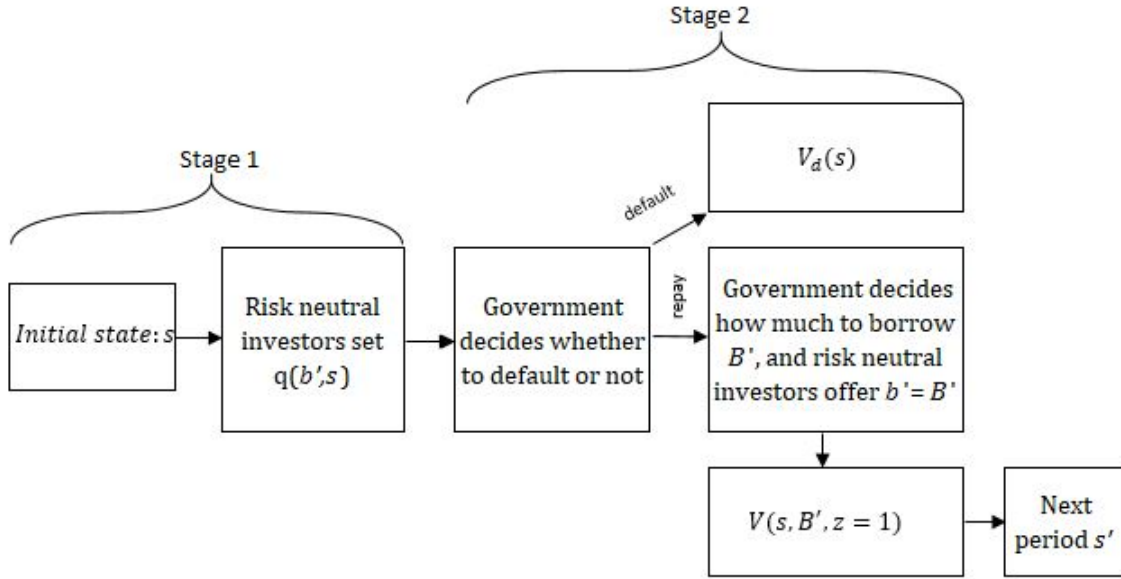 Stage 2
Stage 1
V_d(s)
default
Initial state: s
Risk neutral
investors set
q(b′,s)
Government
decides whether
to default or not
repay
Government decides
how much to borrow
B', and risk neutral
investors offer b'= B'
V(s, B′, z = 1)
Next
period s′